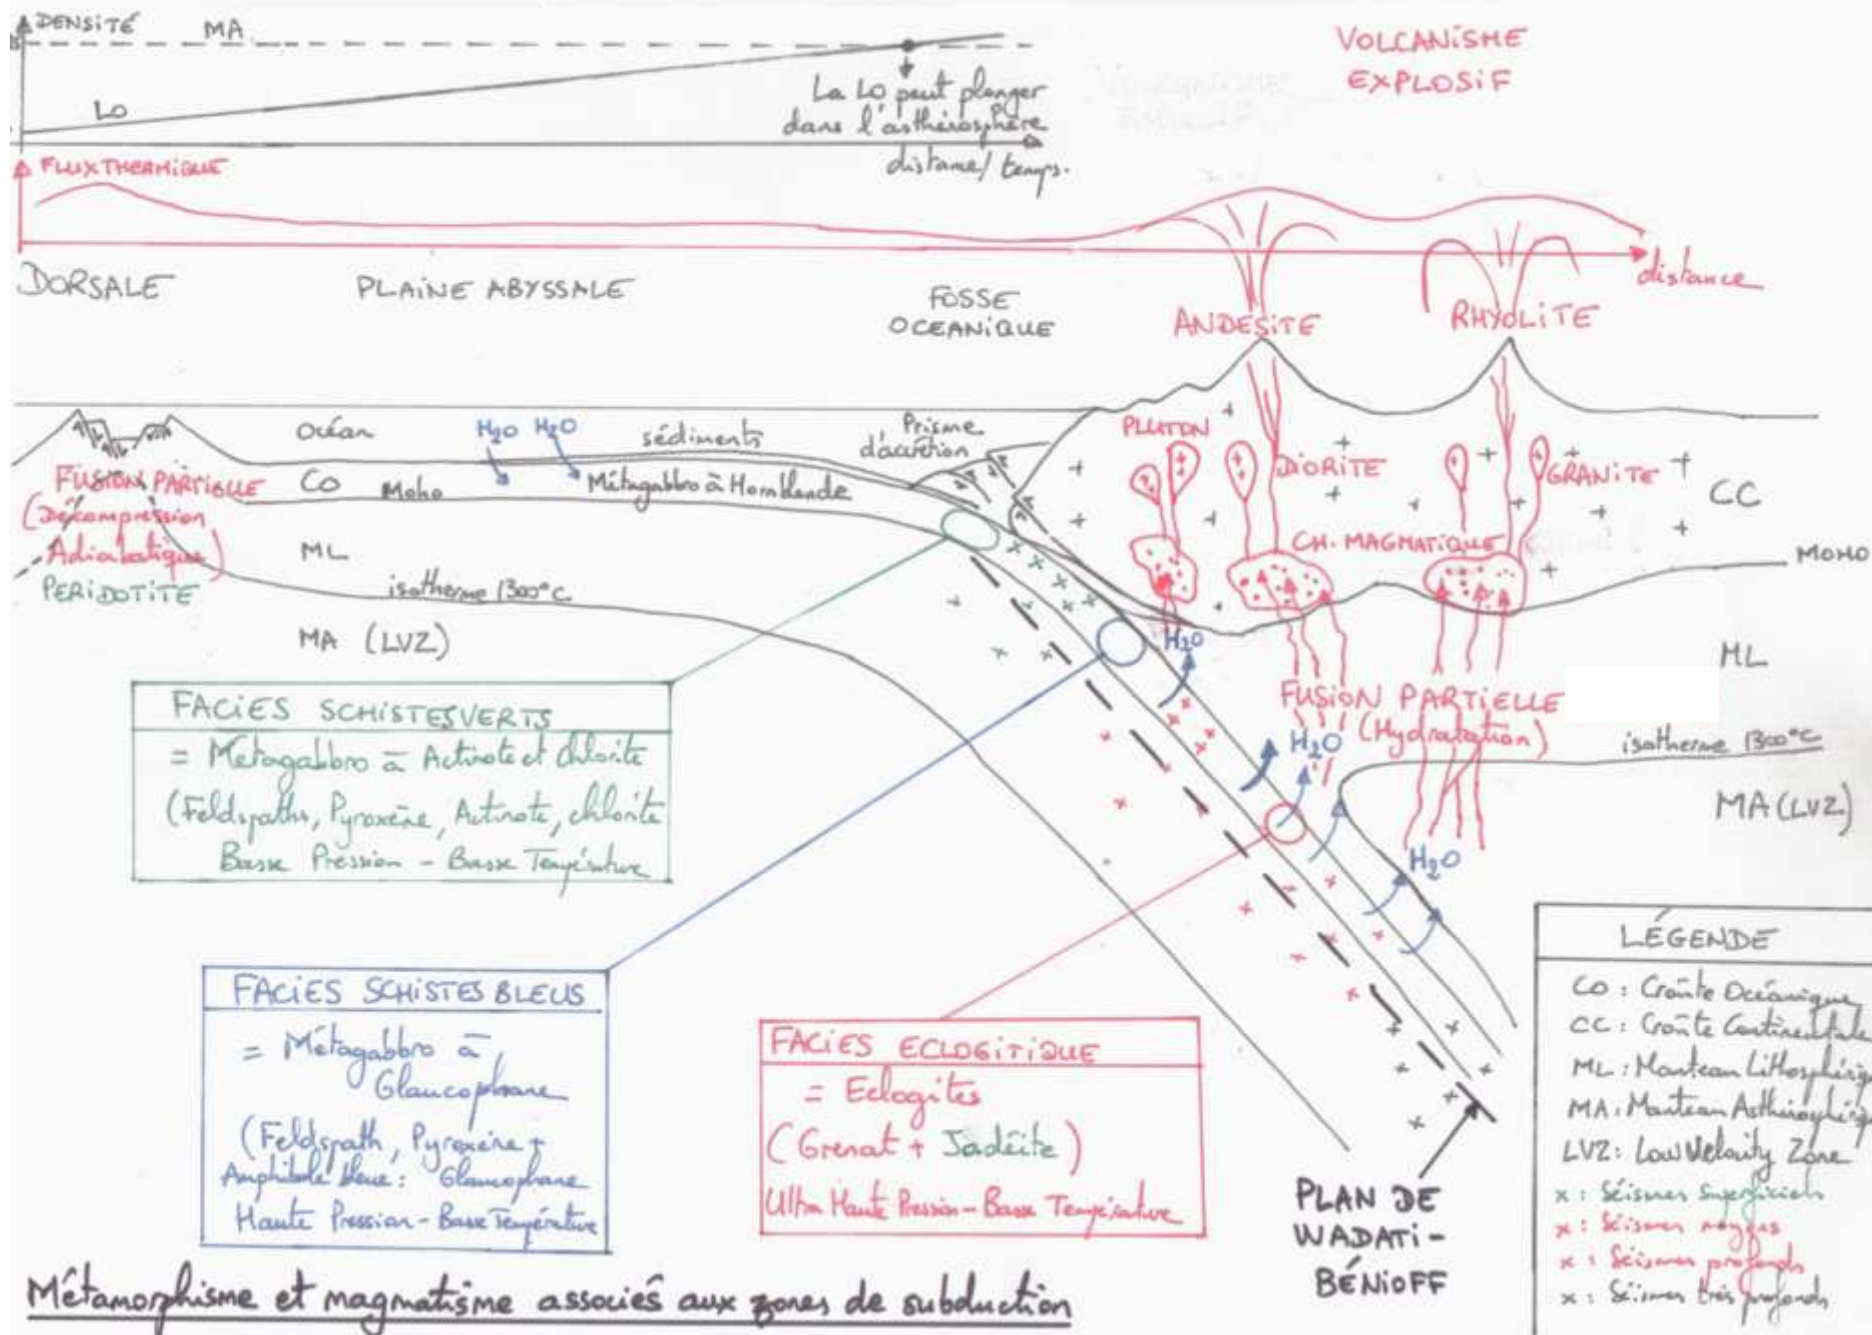 DENSITÉ
MA
LO
La LO peut plonger
dans l'asthénosphère
distance/ temps.
VOLCANISME
EXPLOSIF
FLUX THERMIQUE
distance
DORSALE
PLAINE ABYSSALE
FOSSE
OCEANIQUE
ANDESITE
RHYOLITE
Océan
H2O H2O
sédiments
Prisme
d'accrétion
PLUTON
DIORITE
GRANITE
CC
FUSION PARTIELLE
(Décompression
Adiabatique)
PERIDOTITE
CO
Moho
Métagabbro à Hornblende
ML
isotherme 1300°C
MA (LVZ)
CH. MAGMATIQUE
MOHO
H2O
ML
FUSION PARTIELLE
(Hydratation)
H2O
isotherme 1300°C
MA (LVZ)
H2O
FACIES SCHISTES VERTS
= Métagabbro à Actinote et chlorite
(Feldspaths, Pyroxène, Actinote, chlorite
Basse Pression - Basse Température
FACIES SCHISTES BLEUS
= Métagabbro à
Glaucophane
(Feldspath, Pyroxène +
Amphibole bleue: Glaucophane
Haute Pression - Basse Température
FACIES ECLOGITIQUE
= Eclogites
(Grenat + Jadéite)
Ultra Haute Pression - Basse Température
PLAN DE
WADATI-
BÉNIOFF
LÉGENDE
CO : Croûte Océanique
CC : Croûte Continentale
ML : Manteau Lithosphériq
MA : Manteau Asthénosphériq
LVZ : Low Velocity Zone
x : Séismes superficiels
x : Séismes moyens
x : Séismes profonds
x : Séismes très profonds
Métamorphisme et magmatisme associés aux zones de subduction